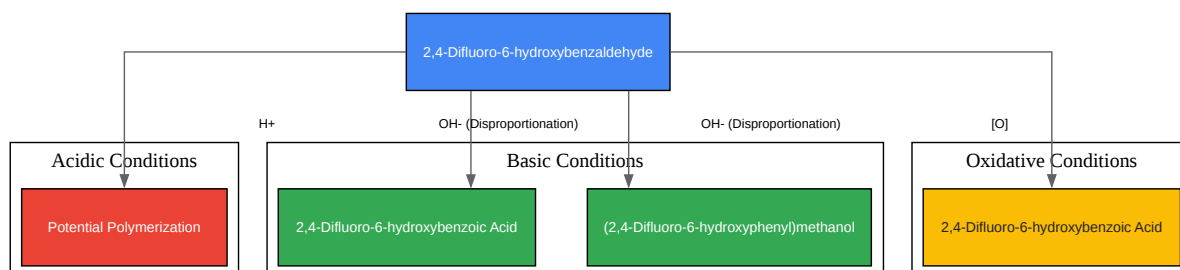 2,4-Difluoro-6-hydroxybenzaldehyde
H+
OH- (Disproportionation)
OH- (Disproportionation)
[O]
Acidic Conditions
Basic Conditions
Oxidative Conditions
Potential Polymerization
2,4-Difluoro-6-hydroxybenzoic Acid
(2,4-Difluoro-6-hydroxyphenyl)methanol
2,4-Difluoro-6-hydroxybenzoic Acid